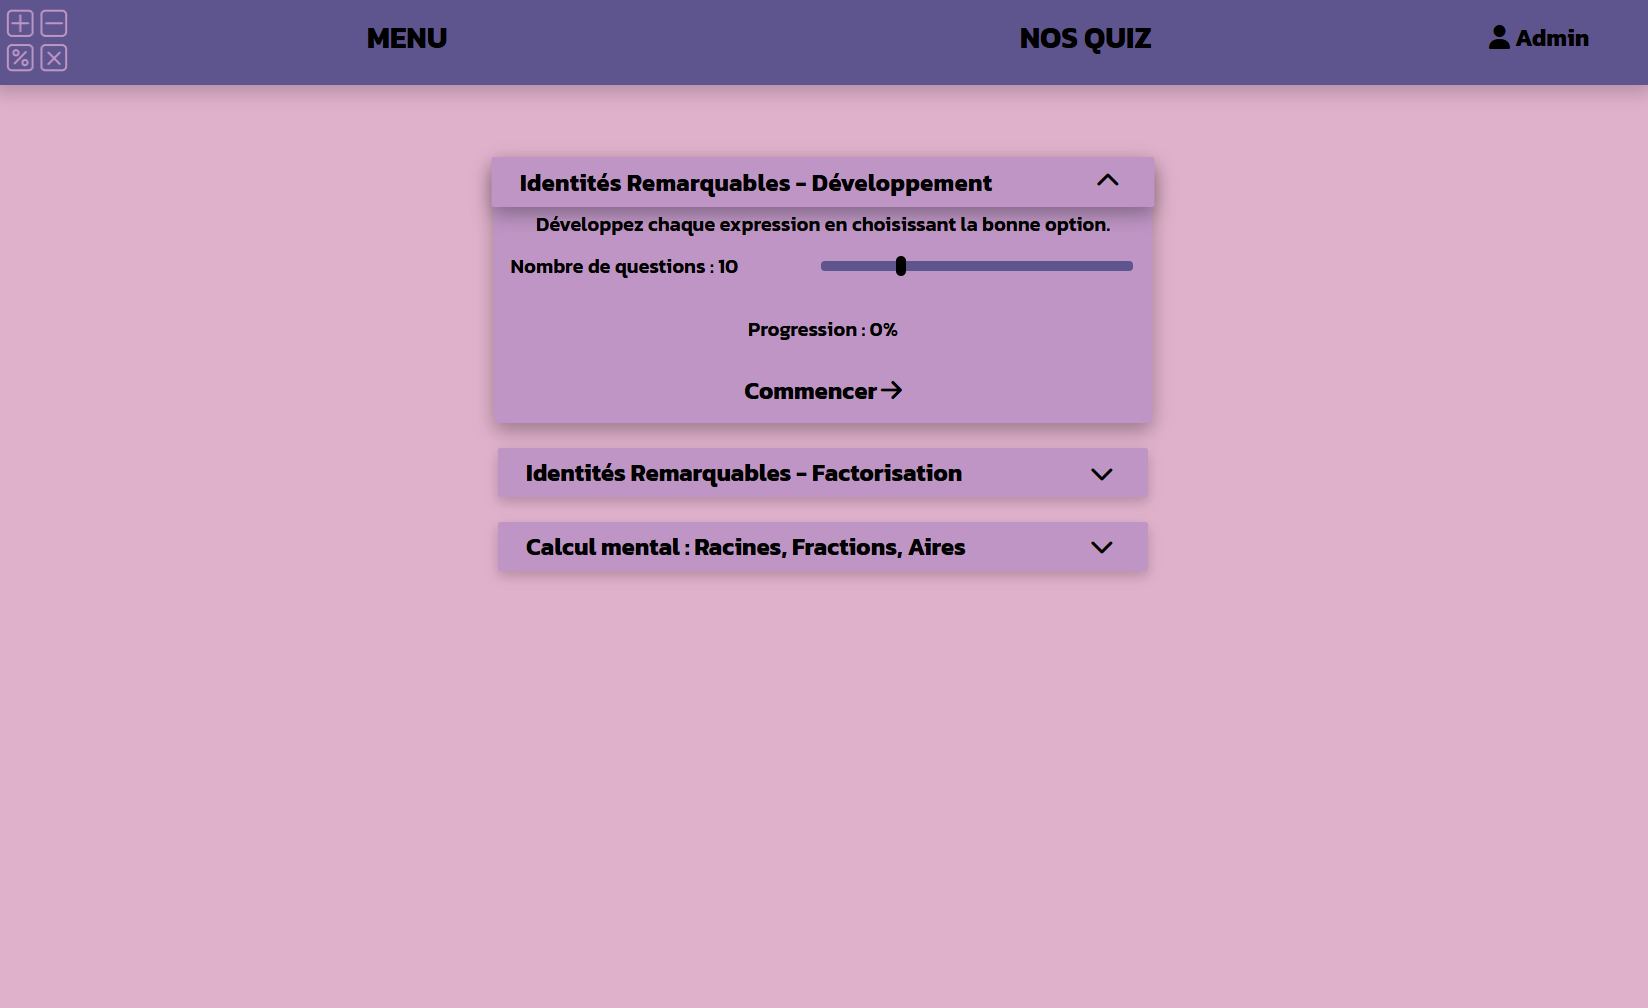 MENU
NOS QUIZ
Admin
Identités Remarquables - Développement
Développez chaque expression en choisissant la bonne option.
Nombre de questions : 10
Progression : 0%
Commencer
Identités Remarquables - Factorisation
Calcul mental : Racines, Fractions, Aires